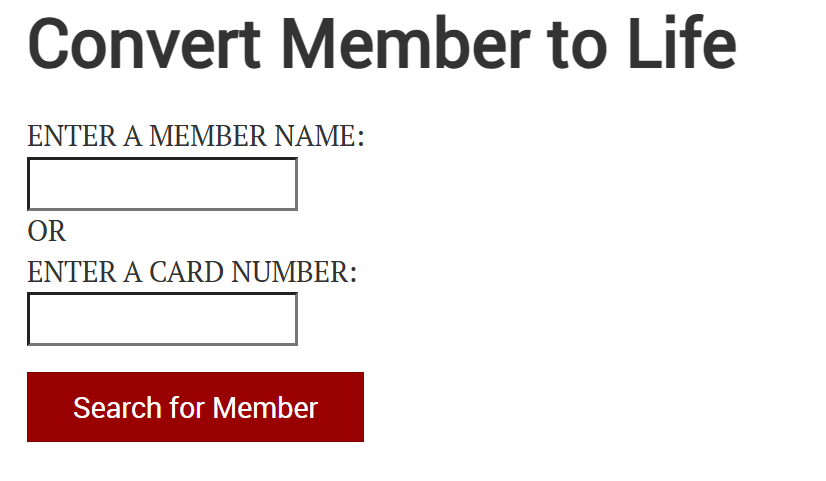 Convert Member to Life
ENTER A MEMBER NAME:
OR
ENTER A CARD NUMBER:
Search for Member